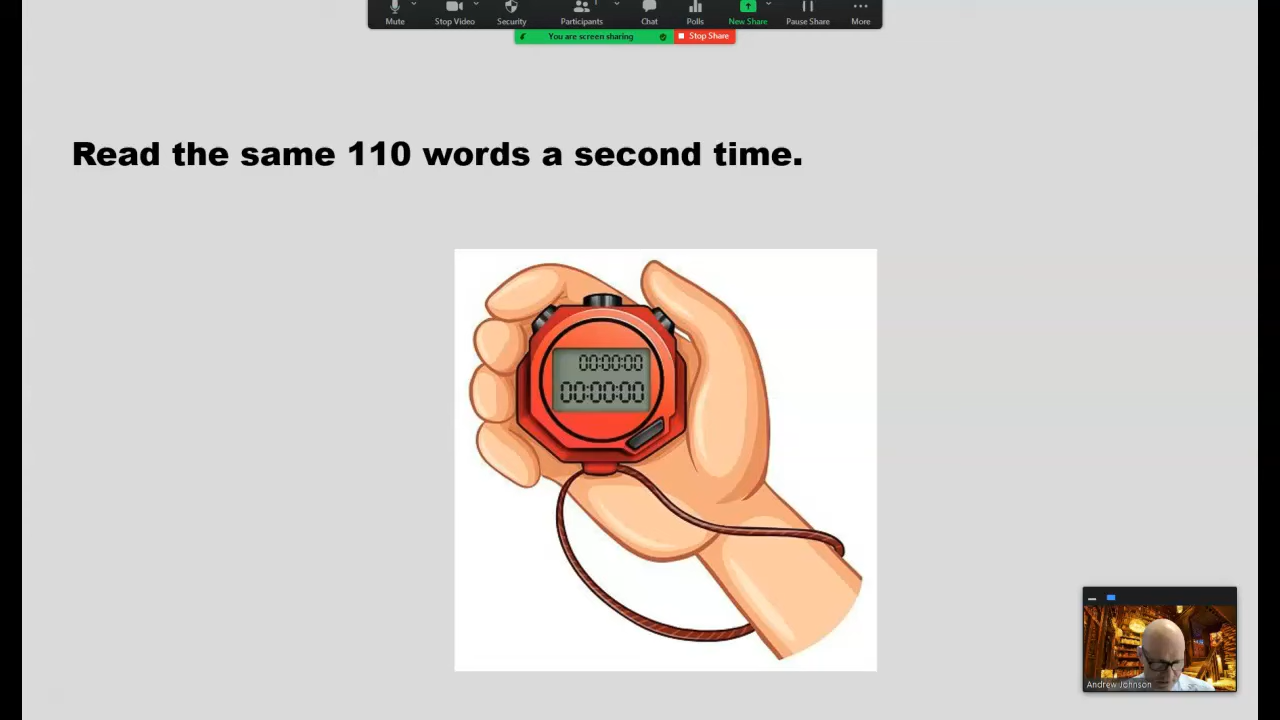 Mute
Stop Video
Security
Participants
Chat
Polls
New Share
Pause Share
More
You are screen sharing
Stop Share
Read the same 110 words a second time.
00:00:00
00:00:00
Andrew Johnson